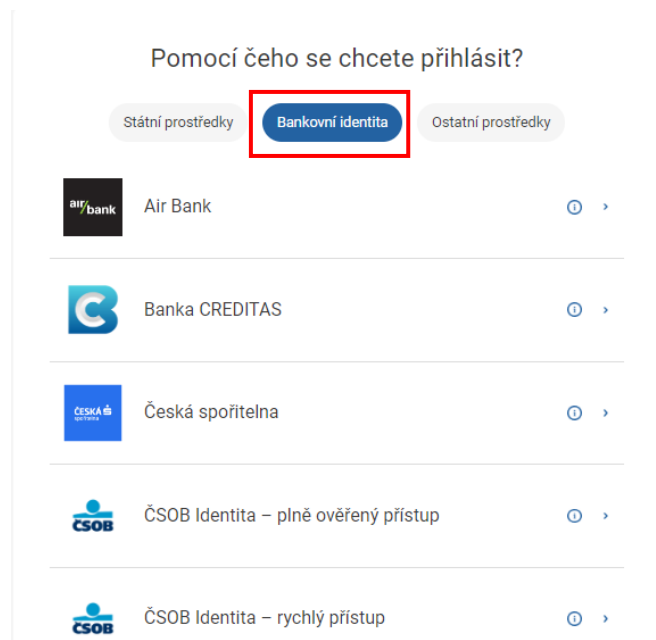 Pomocí čeho se chcete přihlásit?
Státní prostředky Bankovní identita Ostatní prostředky
air bank Air Bank
Banka CREDITAS
ČESKÁ spořitelna Česká spořitelna
ČSOB ČSOB Identita – plně ověřený přístup
ČSOB ČSOB Identita – rychlý přístup